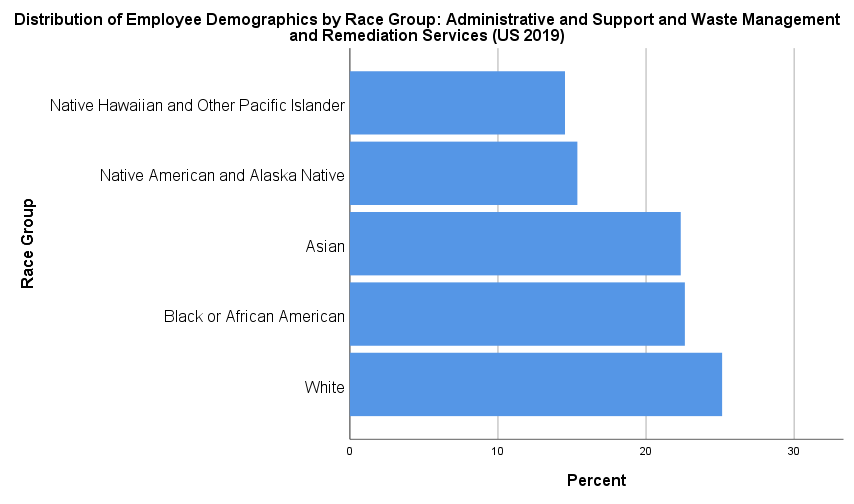 Distribution of Employee Demographics by Race Group: Administrative and Support and Waste Management
and Remediation Services (US 2019)
Race Group
Native Hawaiian and Other Pacific Islander
Native American and Alaska Native
Asian
Black or African American
White
0 10 20 30
Percent